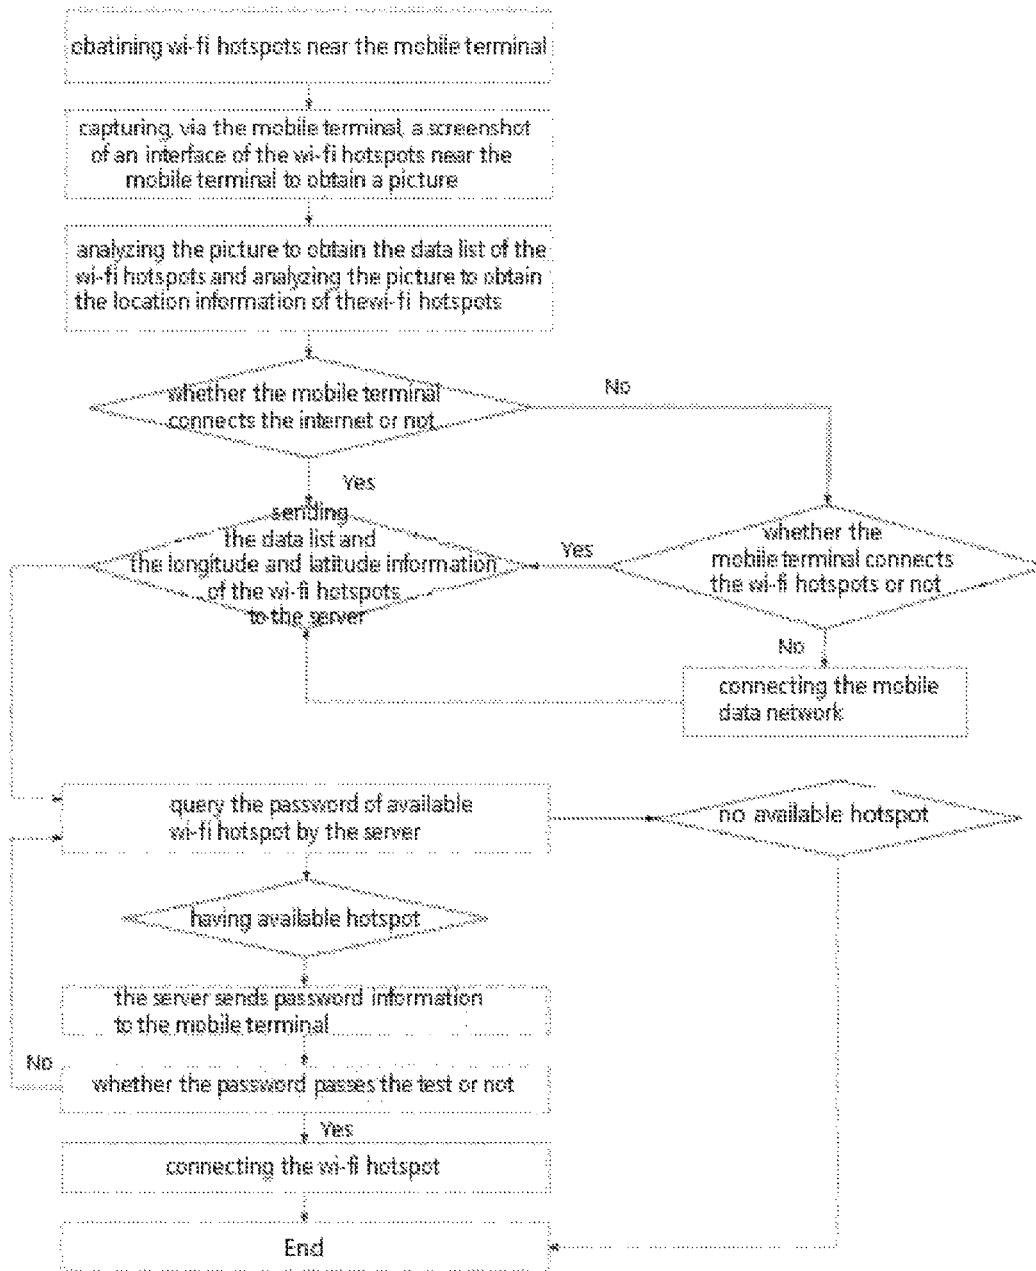 obatining wi-fi hotspots near the mobile terminal
capturing, via the mobile terminal, a screenshot
of an interface of the wi-fi hotspots near the
mobile terminal to obtain a picture
analyzing the picture to obtain the data list of the
wi-fi hotspots and analyzing the picture to obtain
the location information of thewi-fi hotspots
whether the mobile terminal
connects the internet or not
No
Yes
sending
the data list and
the longitude and latitude information
of the wi-fi hotspots
to the server
Yes
whether the
mobile terminal connects
the wi-fi hotspots or not
No
connecting the mobile
data network
query the password of available
wi-fi hotspot by the server
no available hotspot
having available hotspot
the server sends password information
to the mobile terminal
No
whether the password passes the test or not
Yes
connecting the wi-fi hotspot
End